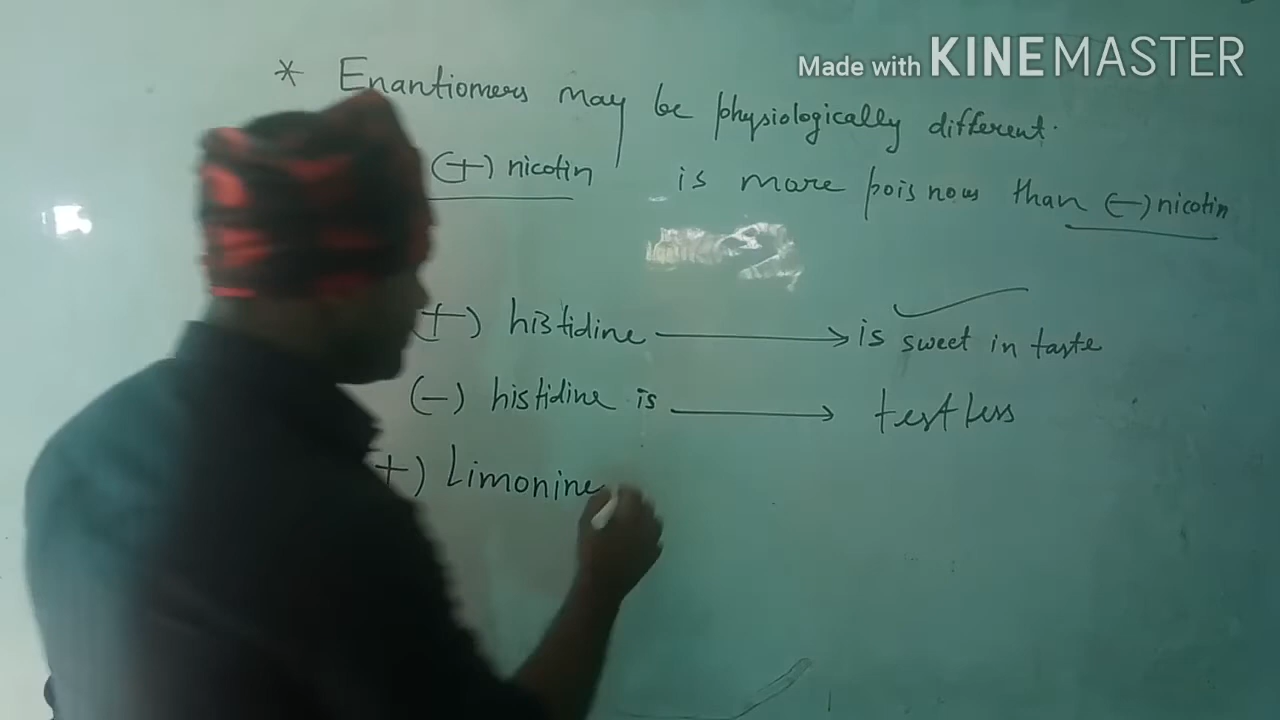 Made with KINEMASTER
* Enantiomers may be physiologically different.
(+) nicotin is more poisnous than (-) nicotin
(+) histidine → is sweet in taste
(-) histidine is → testless
+) Limonine